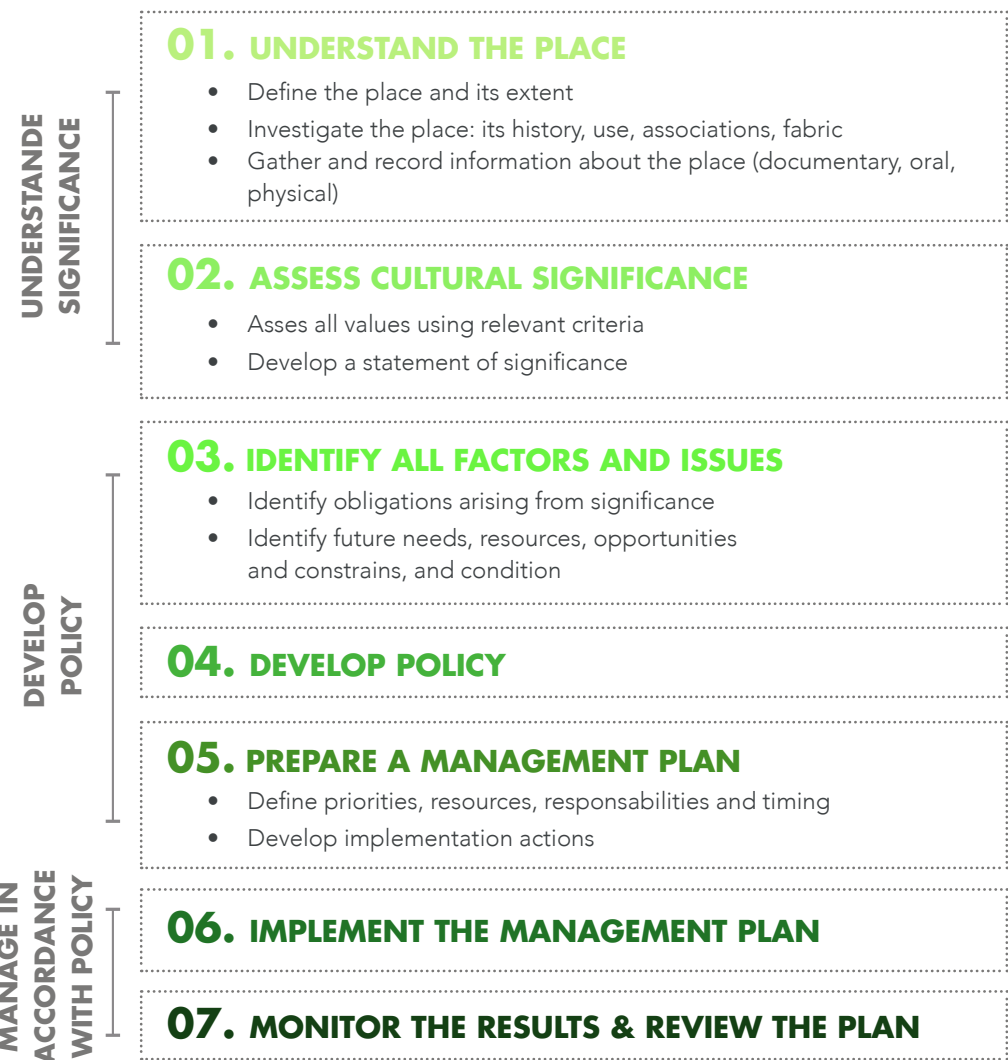 UNDERSTANDE
SIGNIFICANCE
01. UNDERSTAND THE PLACE
• Define the place and its extent
• Investigate the place: its history, use, associations, fabric
• Gather and record information about the place (documentary, oral,
physical)
02. ASSESS CULTURAL SIGNIFICANCE
• Asses all values using relevant criteria
• Develop a statement of significance
DEVELOP
POLICY
03. IDENTIFY ALL FACTORS AND ISSUES
• Identify obligations arising from significance
• Identify future needs, resources, opportunities
and constrains, and condition
04. DEVELOP POLICY
05. PREPARE A MANAGEMENT PLAN
• Define priorities, resources, responsabilities and timing
• Develop implementation actions
MANAGE IN
ACCORDANCE
WITH POLICY
06. IMPLEMENT THE MANAGEMENT PLAN
07. MONITOR THE RESULTS & REVIEW THE PLAN